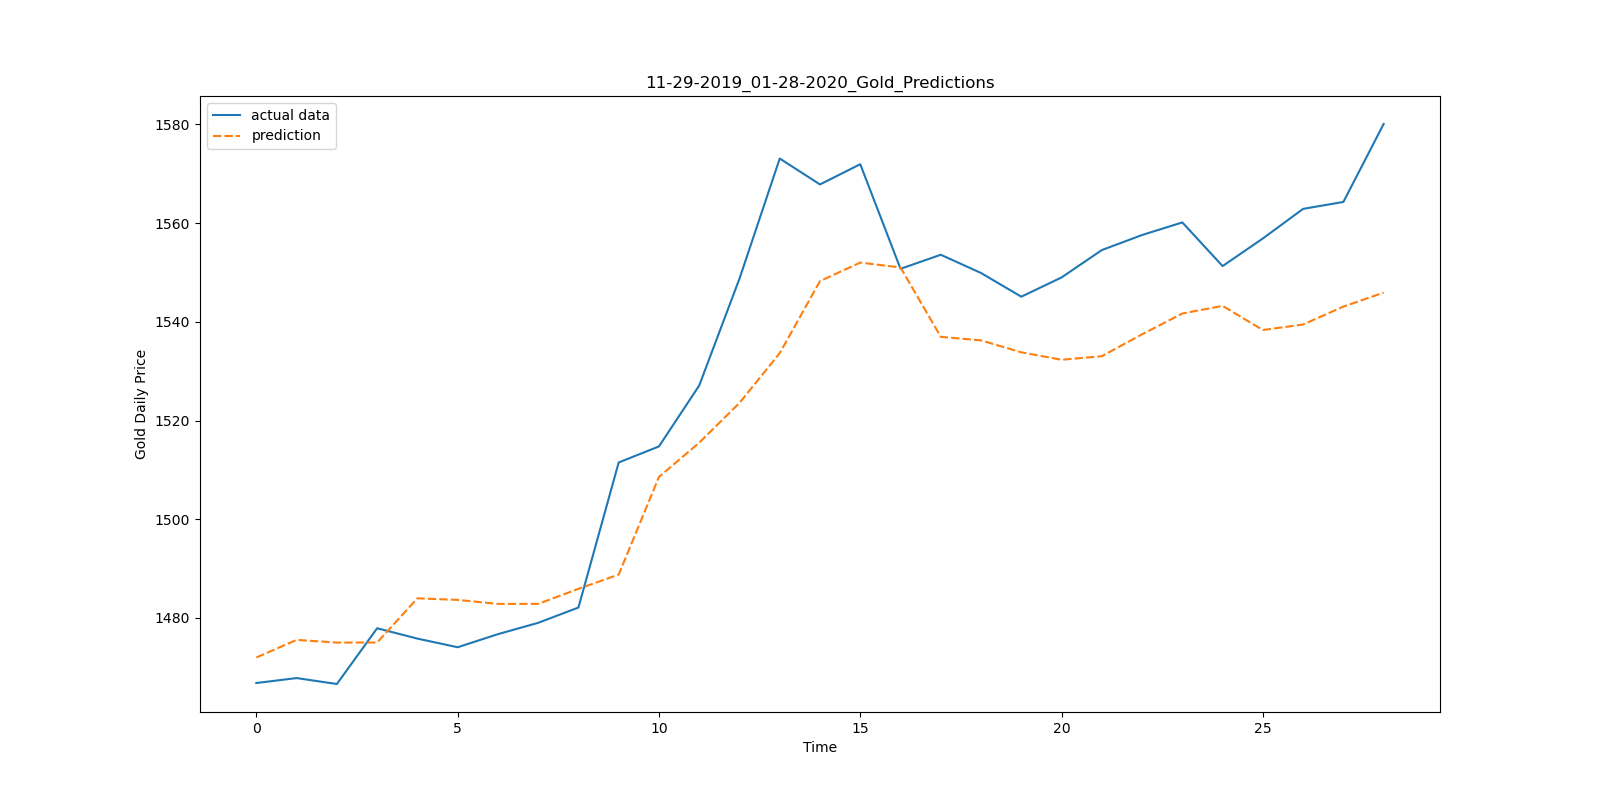 11-29-2019_01-28-2020_Gold_Predictions
actual data
prediction
1580
1560
1540
1520
1500
1480
Gold Daily Price
0 5 10 15 20 25
Time